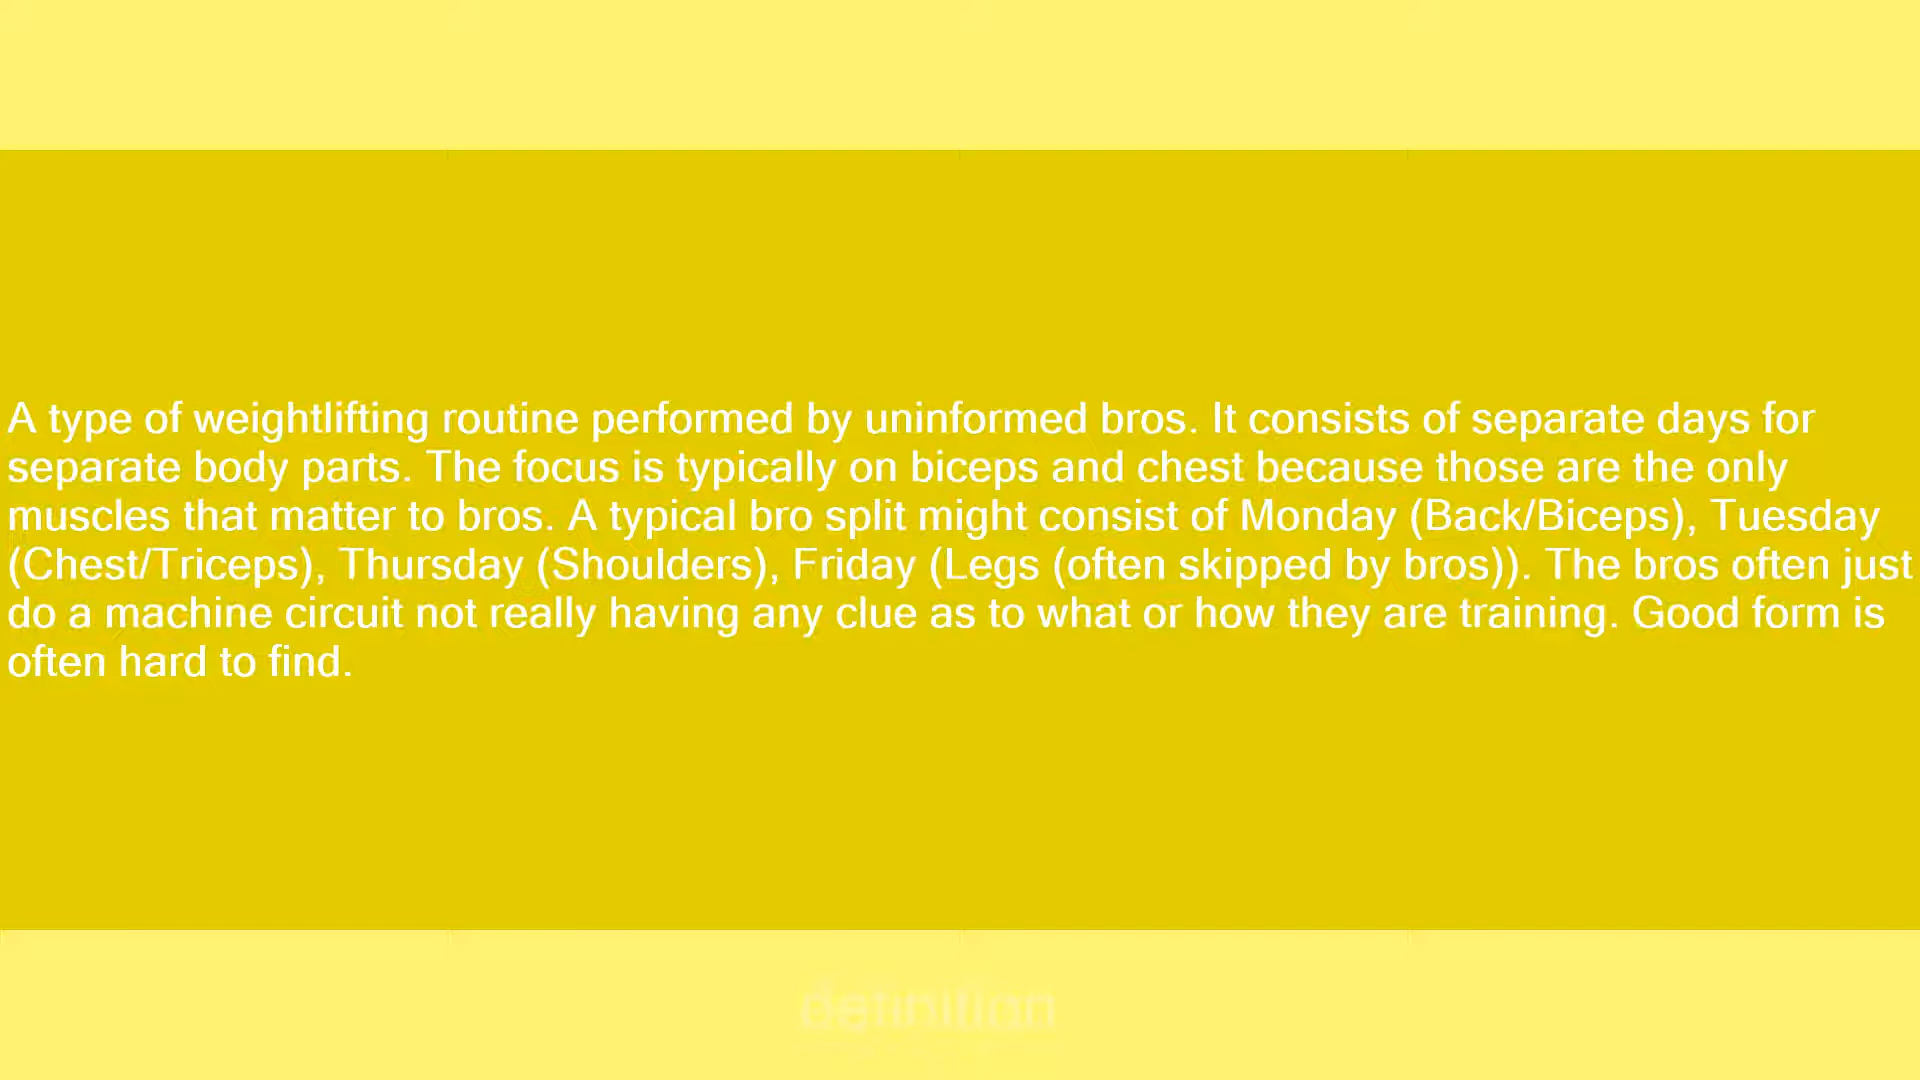 A type of weightlifting routine performed by uninformed bros. It consists of separate days for
separate body parts. The focus is typically on biceps and chest because those are the only
muscles that matter to bros. A typical bro split might consist of Monday (Back/Biceps), Tuesday
(Chest/Triceps), Thursday (Shoulders), Friday (Legs (often skipped by bros)). The bros often just
do a machine circuit not really having any clue as to what or how they are training. Good form is
often hard to find.
definition